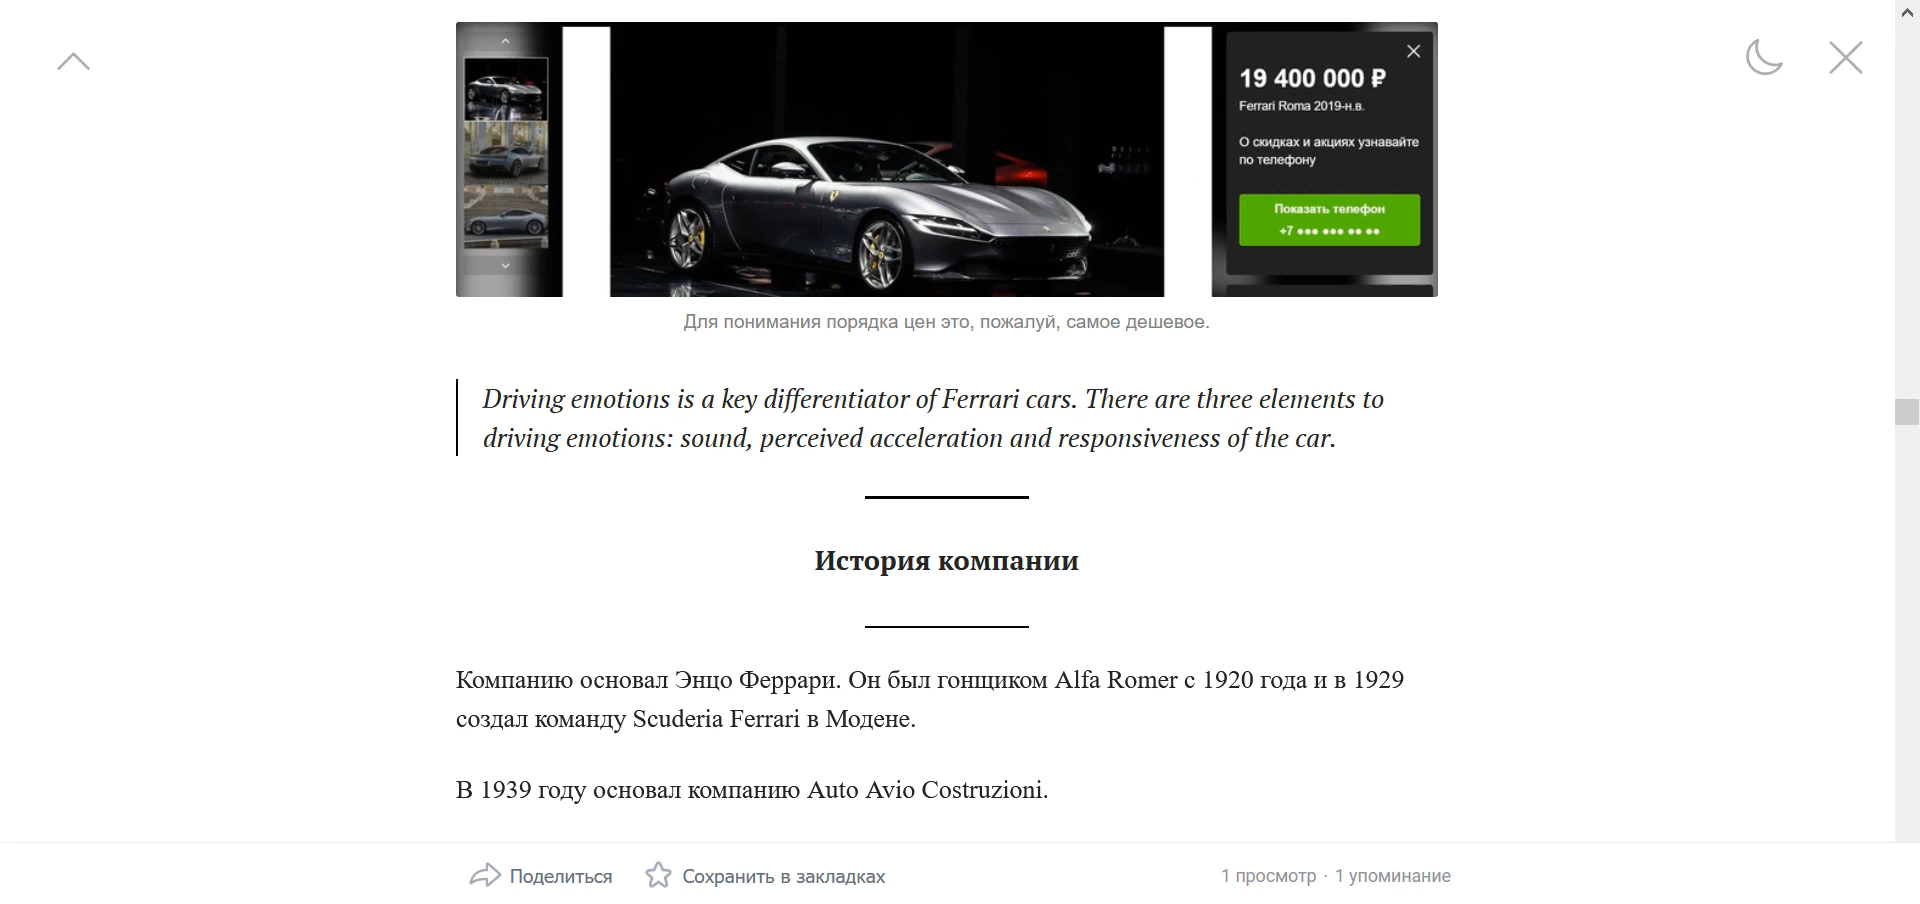 19 400 000 ₽
Ferrari Roma 2019-н.в.
О скидках и акциях узнавайте
по телефону
Показать телефон
+7 ●●● ●●● ●● ●●
Для понимания порядка цен это, пожалуй, самое дешевое.
Driving emotions is a key differentiator of Ferrari cars. There are three elements to
driving emotions: sound, perceived acceleration and responsiveness of the car.
История компании
Компанию основал Энцо Феррари. Он был гонщиком Alfa Romer с 1920 года и в 1929
создал команду Scuderia Ferrari в Модене.
В 1939 году основал компанию Auto Avio Costruzioni.
Поделиться
Сохранить в закладках
1 просмотр · 1 упоминание